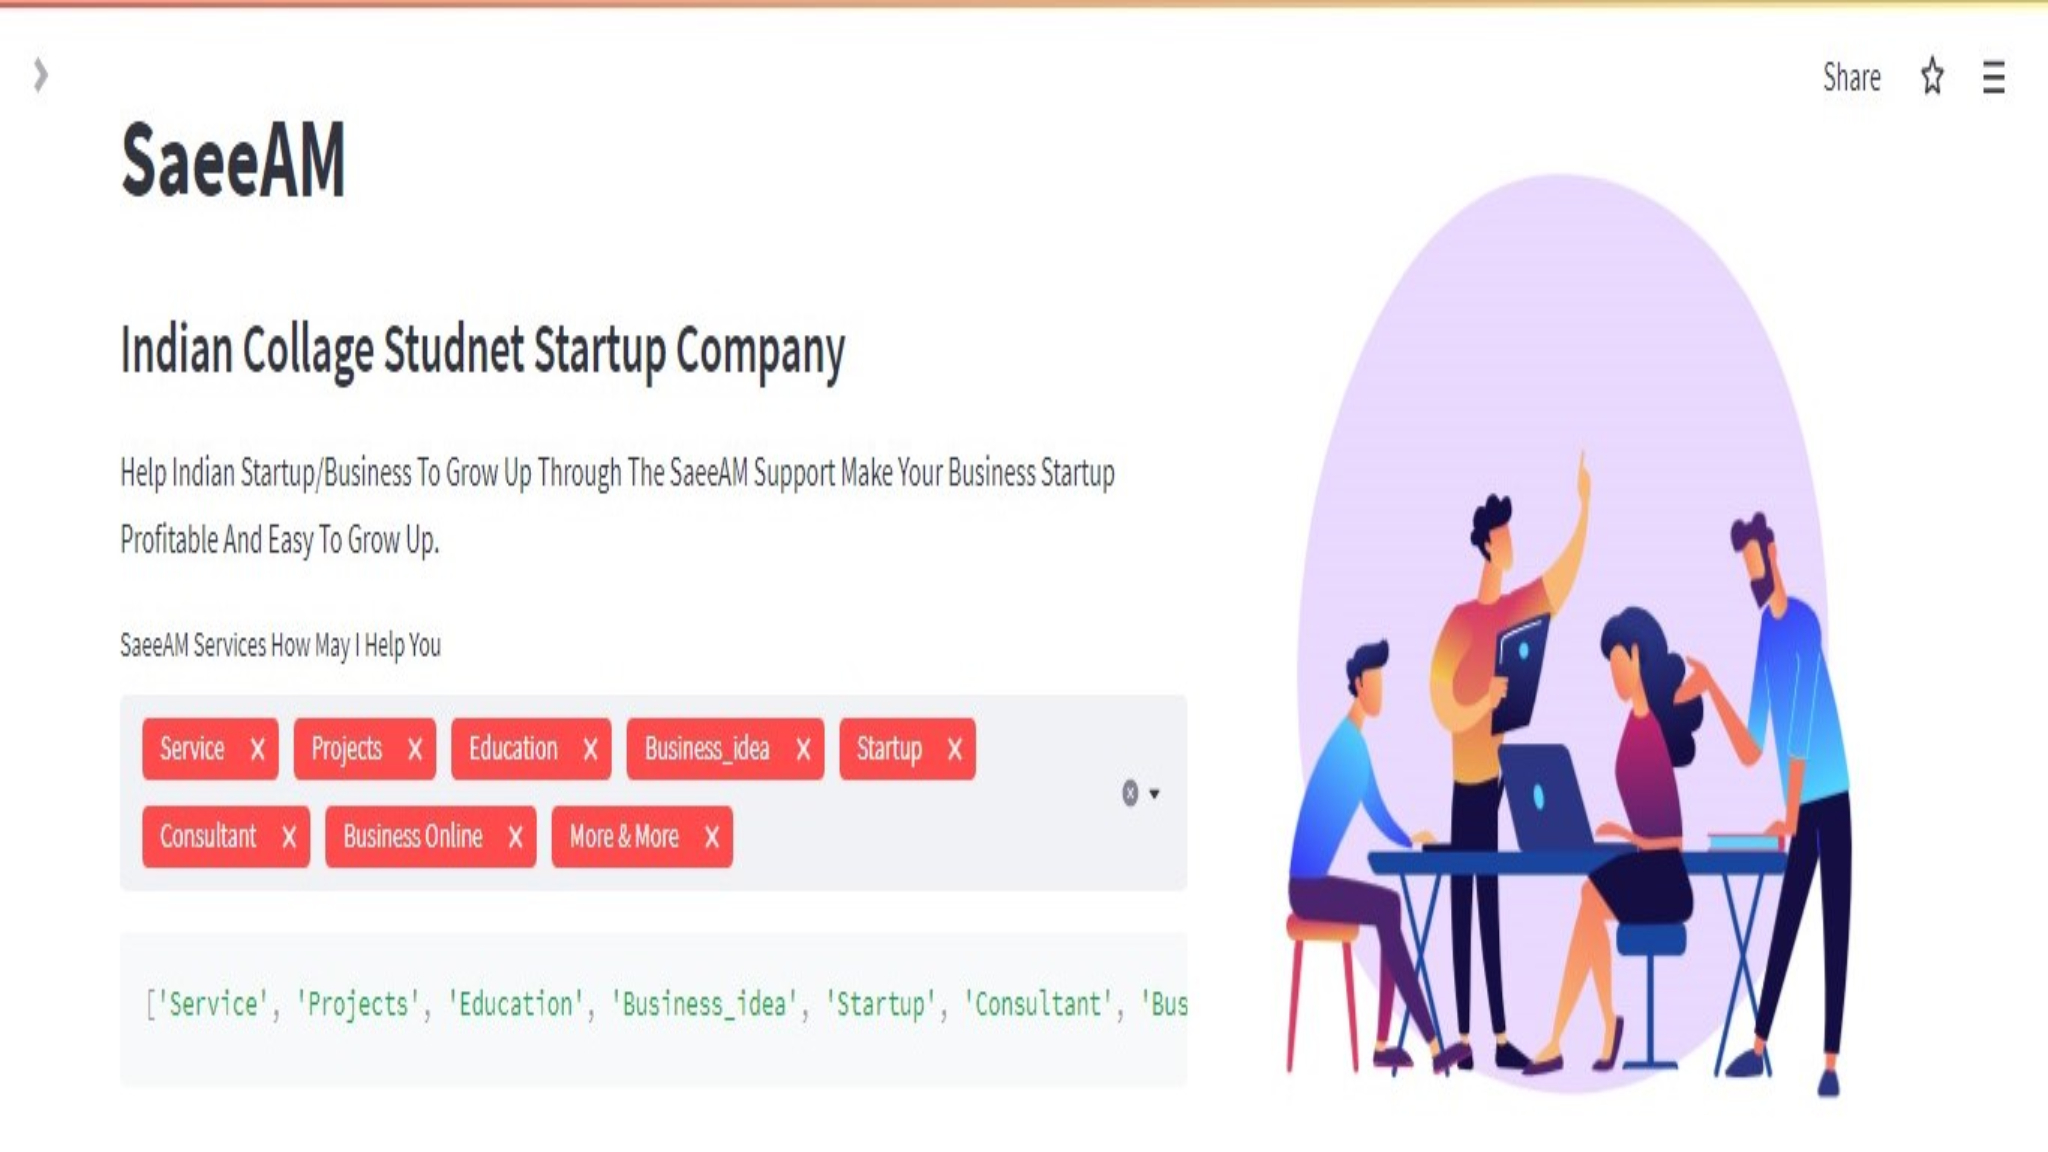 Share
SaeeAM
Indian Collage Studnet Startup Company
Help Indian Startup/Business To Grow Up Through The SaeeAM Support Make Your Business Startup
Profitable And Easy To Grow Up.
SaeeAM Services How May I Help You
Service Projects Education Business_idea Startup
Consultant Business Online More & More
['Service', 'Projects', 'Education', 'Business_idea', 'Startup', 'Consultant', 'Bus